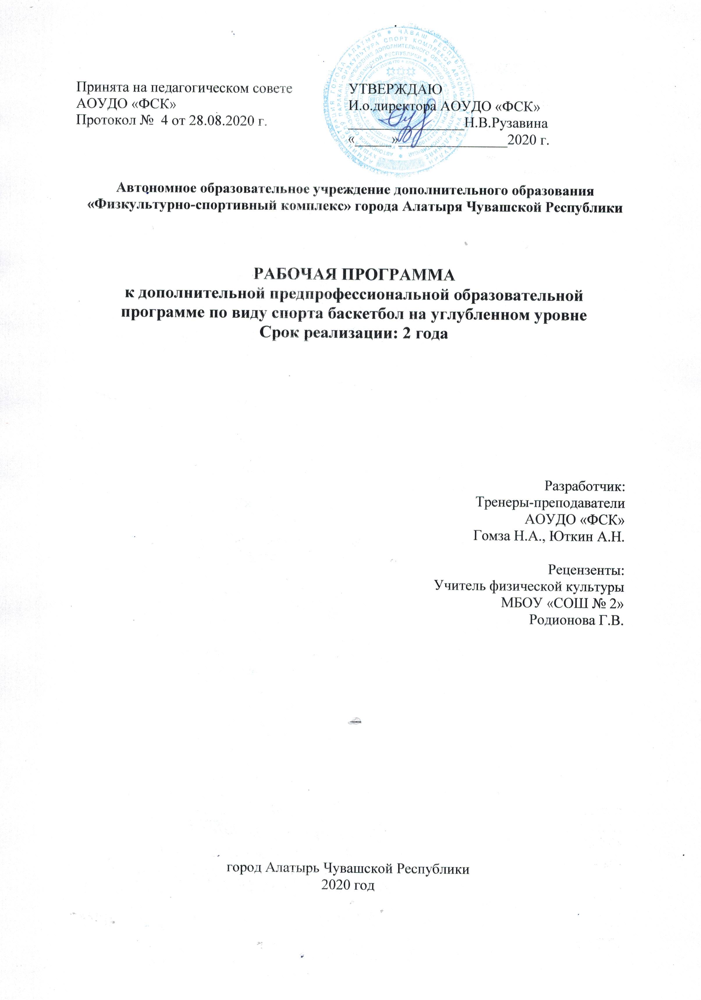 Принята на педагогическом совете
АОУДО «ФСК»
Протокол № 4 от 28.08.2020 г.
УТВЕРЖДАЮ
И.о.директора АОУДО «ФСК»
________________Н.В.Рузавина
«_____»_______________2020 г.
Автономное образовательное учреждение дополнительного образования
«Физкультурно-спортивный комплекс» города Алатыря Чувашской Республики
РАБОЧАЯ ПРОГРАММА
к дополнительной предпрофессиональной образовательной
программе по виду спорта баскетбол на углубленном уровне
Срок реализации: 2 года
Разработчик:
Тренеры-преподаватели
АОУДО «ФСК»
Гомза Н.А., Юткин А.Н.
Рецензенты:
Учитель физической культуры
МБОУ «СОШ № 2»
Родионова Г.В.
город Алатырь Чувашской Республики
2020 год